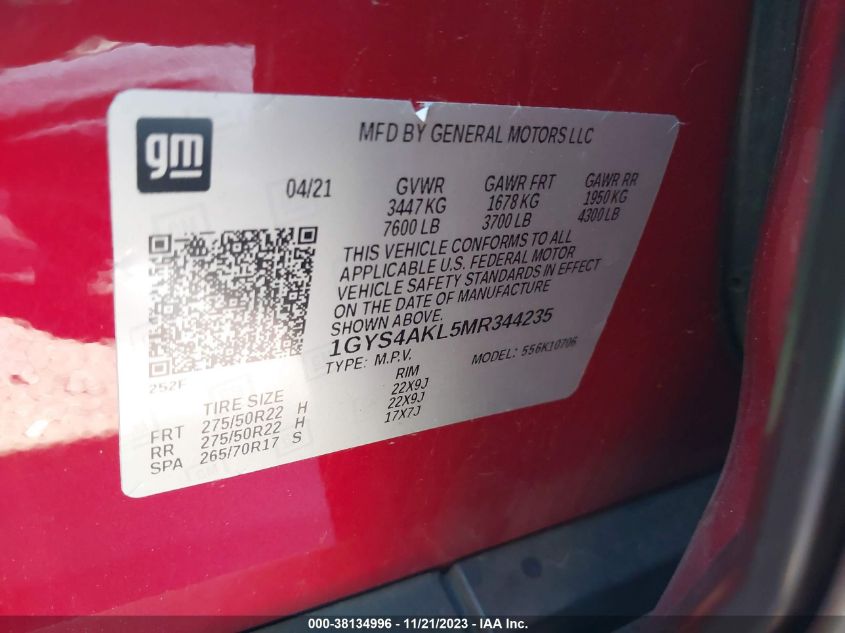 gm
MFD BY GENERAL MOTORS LLC
04/21 GVWR GAWR FRT GAWR RR
3447 KG 1678 KG 1950 KG
7600 LB 3700 LB 4300 LB
THIS VEHICLE CONFORMS TO ALL
APPLICABLE U.S. FEDERAL MOTOR
VEHICLE SAFETY STANDARDS IN EFFECT
ON THE DATE OF MANUFACTURE
SHOWN ABOVE.
1GYS4AKL5MR344235
TYPE: M.P.V. MODEL: 556K10706
252F
TIRE SIZE RIM
FRT 275/50R22 H 22X9J
RR 275/50R22 H 22X9J
SPA 265/70R17 S 17X7J
000-38134996 - 11/21/2023 - IAA Inc.